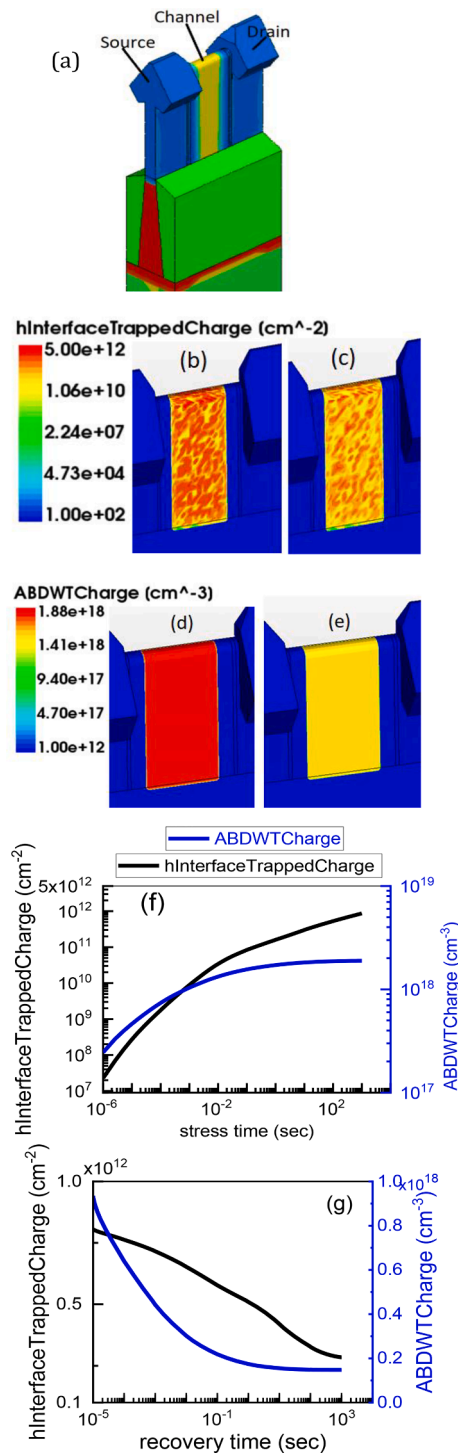 (a)
Channel
Source
Drain
hInterfaceTrappedCharge (cm^-2)
5.00e+12
1.06e+10
2.24e+07
4.73e+04
1.00e+02
(b)
(c)
ABDWTCharge (cm^-3)
1.88e+18
1.41e+18
9.40e+17
4.70e+17
1.00e+12
(d)
(e)
ABDWTCharge
hInterfaceTrappedCharge
(f)
hInterfaceTrappedCharge (cm⁻²)
5x10¹²
10¹²
10¹¹
10¹⁰
10⁹
10⁸
10⁷
10¹⁹
10¹⁸
10¹⁷
ABDWTCharge (cm⁻³)
10⁻⁶ 10⁻² 10²
stress time (sec)
(g)
hInterfaceTrappedCharge (cm⁻²)
x10¹²
1.0
0.5
0.1
x10¹⁸
1.0
0.8
0.6
0.4
0.2
0.0
ABDWTCharge (cm⁻³)
10⁻⁵ 10⁻³ 10⁻¹ 10¹ 10³
recovery time (sec)